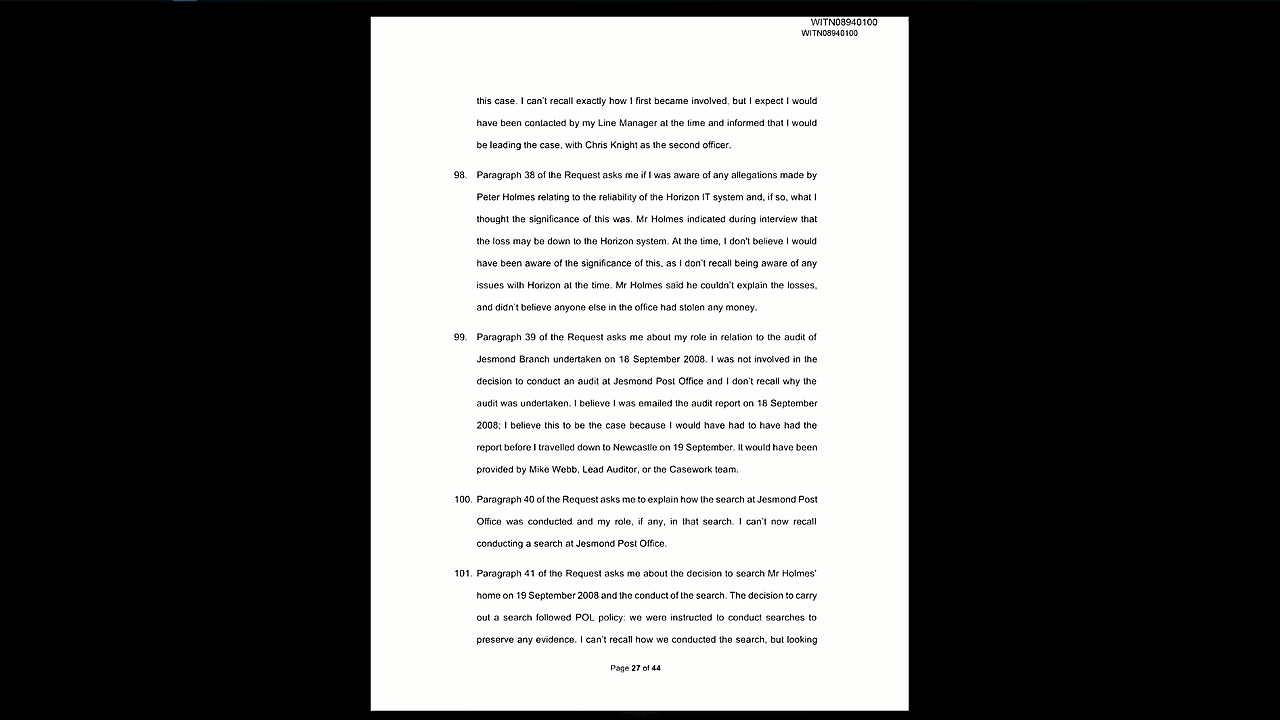 WITN08940100
WITN08940100
this case. I can't recall exactly how I first became involved, but I expect I would
have been contacted by my Line Manager at the time and informed that I would
be leading the case, with Chris Knight as the second officer.
98. Paragraph 38 of the Request asks me if I was aware of any allegations made by
Peter Holmes relating to the reliability of the Horizon IT system and, if so, what I
thought the significance of this was. Mr Holmes indicated during interview that
the loss may be down to the Horizon system. At the time, I don't believe I would
have been aware of the significance of this, as I don't recall being aware of any
issues with Horizon at the time. Mr Holmes said he couldn't explain the losses,
and didn't believe anyone else in the office had stolen any money.
99. Paragraph 39 of the Request asks me about my role in relation to the audit of
Jesmond Branch undertaken on 18 September 2008. I was not involved in the
decision to conduct an audit at Jesmond Post Office and I don't recall why the
audit was undertaken. I believe I was emailed the audit report on 18 September
2008; I believe this to be the case because I would have had to have had the
report before I travelled down to Newcastle on 19 September. It would have been
provided by Mike Webb, Lead Auditor, or the Casework team.
100. Paragraph 40 of the Request asks me to explain how the search at Jesmond Post
Office was conducted and my role, if any, in that search. I can't now recall
conducting a search at Jesmond Post Office.
101. Paragraph 41 of the Request asks me about the decision to search Mr Holmes'
home on 19 September 2008 and the conduct of the search. The decision to carry
out a search followed POL policy: we were instructed to conduct searches to
preserve any evidence. I can't recall how we conducted the search, but looking
Page 27 of 44